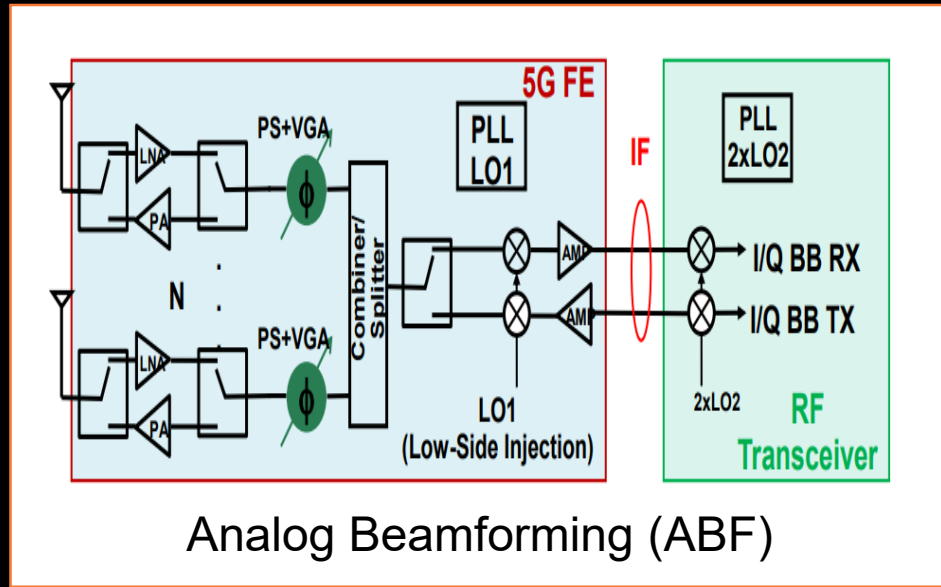 5G FE
PS+VGA
PLL
LO1
PLL
2xLO2
IF
LNA
PA
ϕ
Combiner/
Splitter
AMP
AMP
I/Q BB RX
I/Q BB TX
N
PS+VGA
LNA
PA
ϕ
LO1
(Low-Side Injection)
2xLO2
RF
Transceiver
Analog Beamforming (ABF)